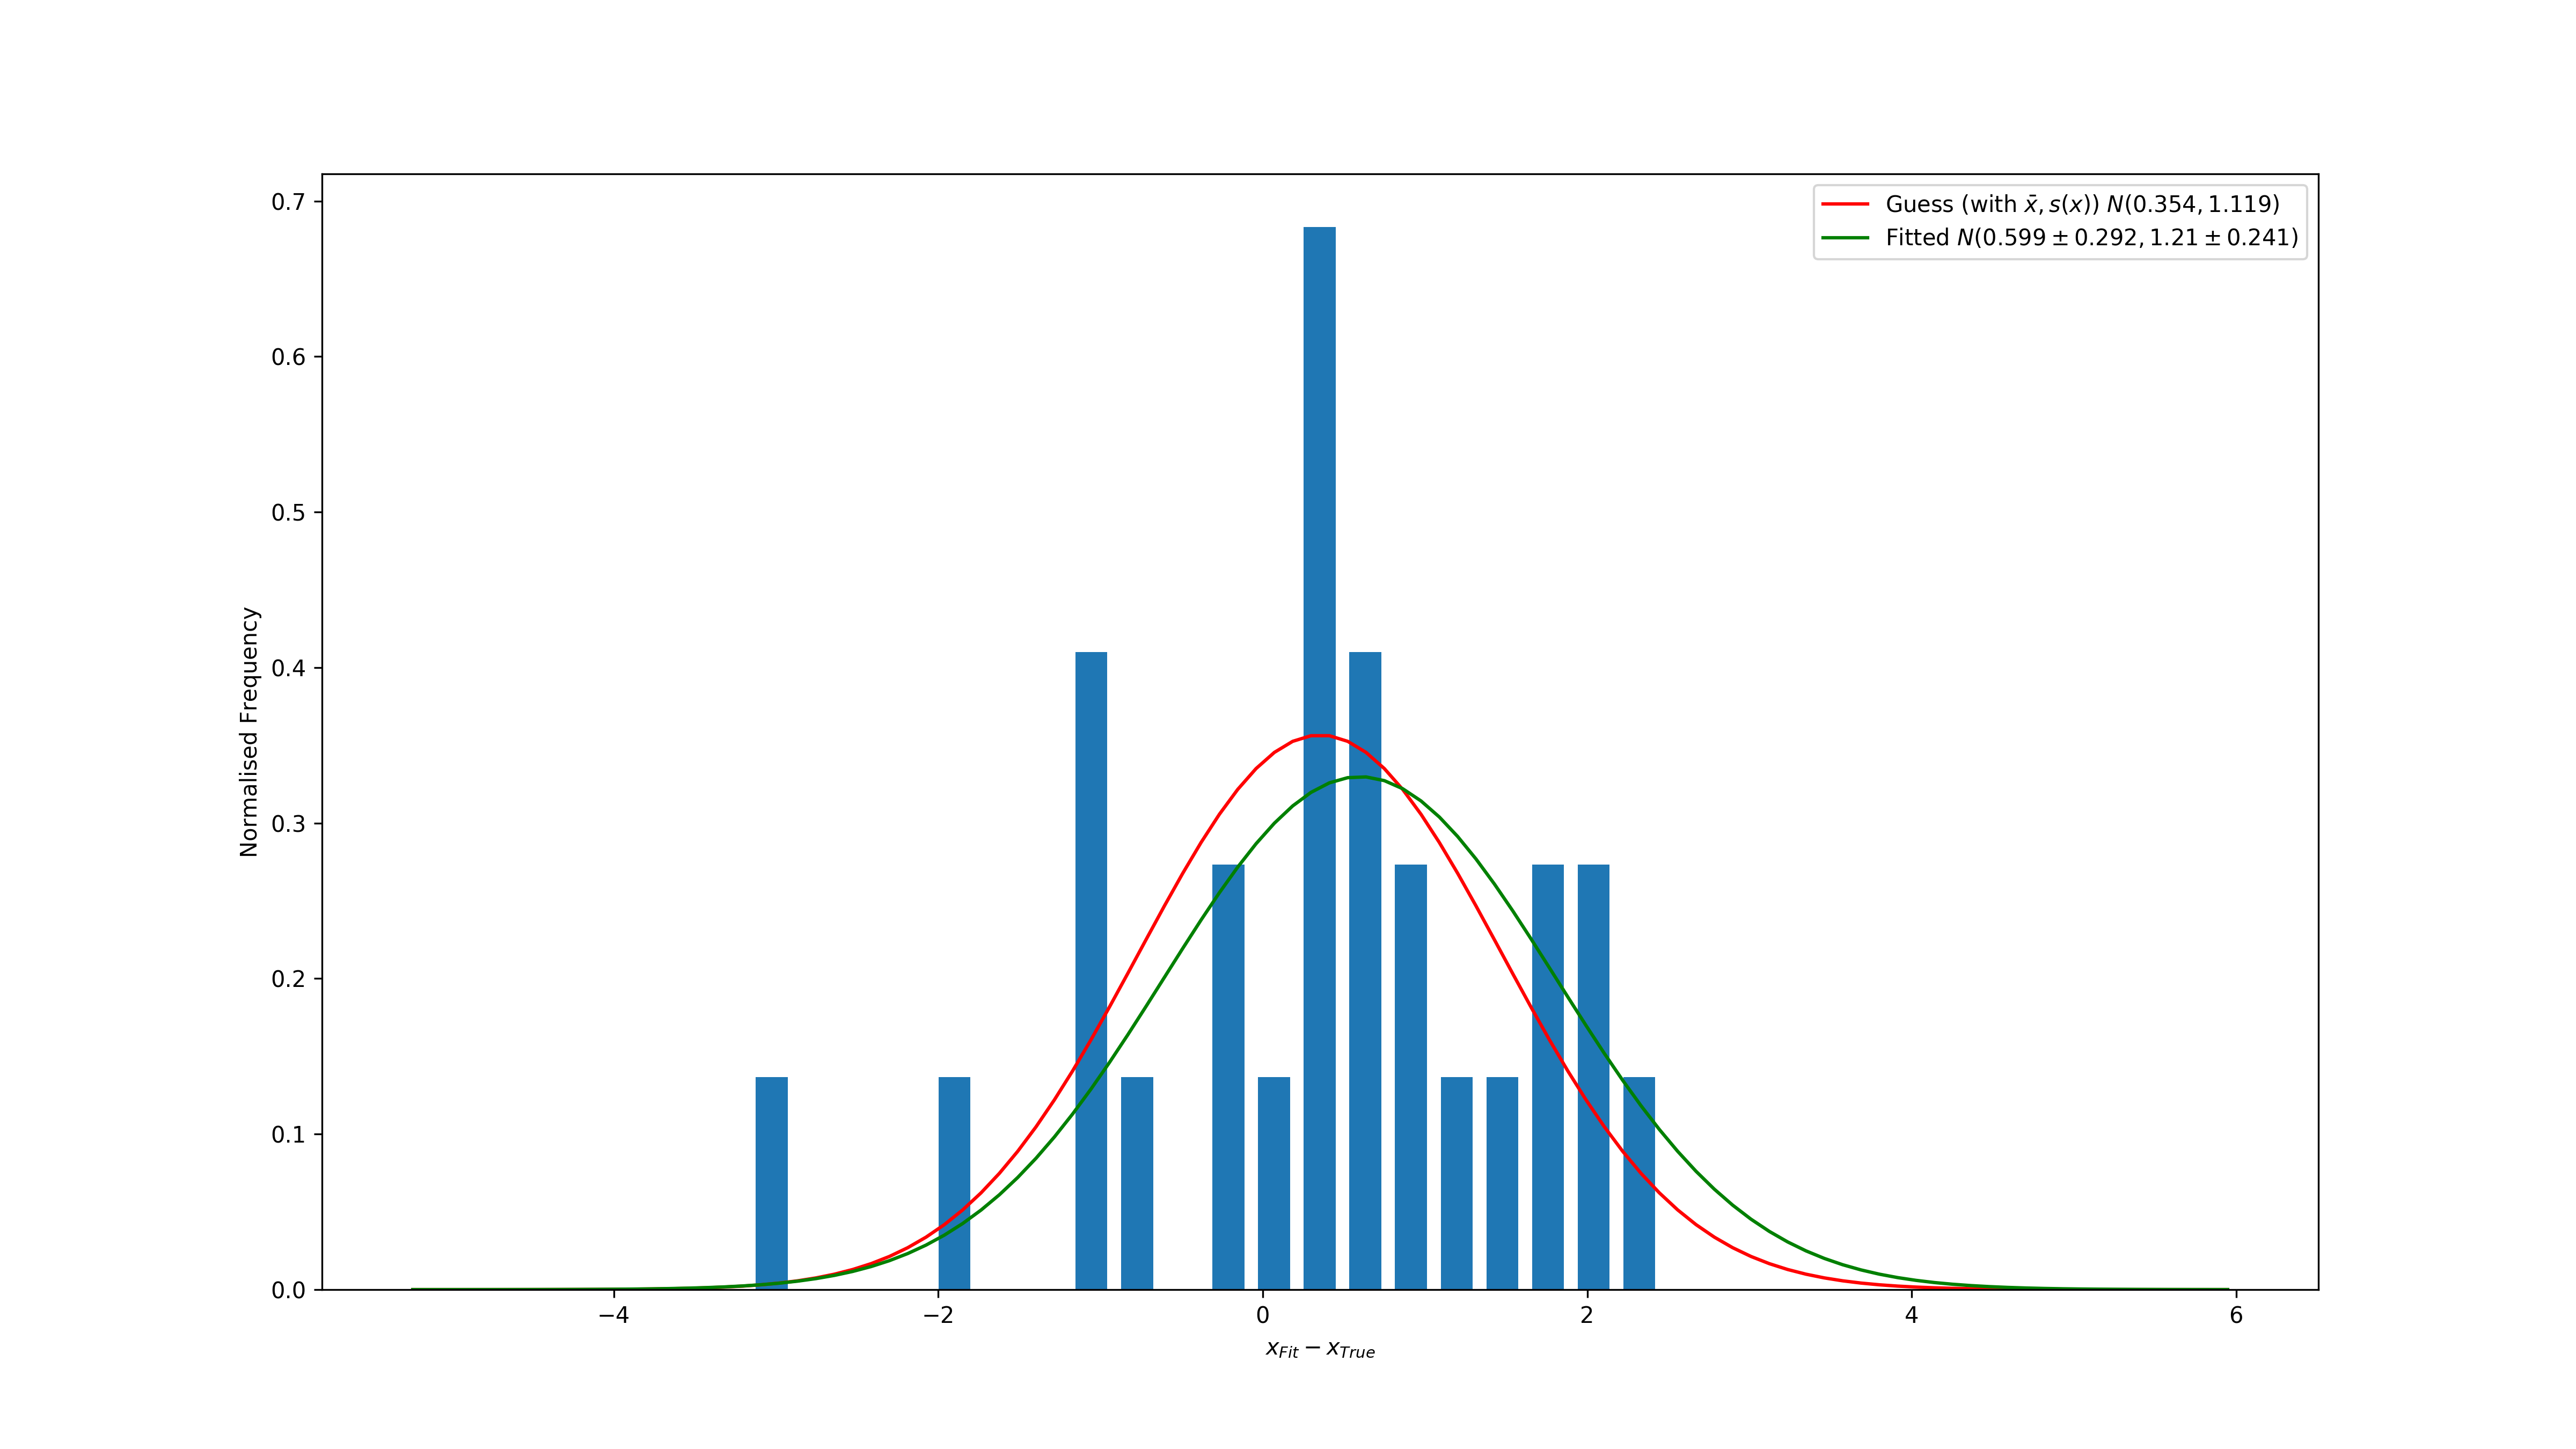 Guess (with x̄, s(x)) N(0.354, 1.119)
Fitted N(0.599 ± 0.292, 1.21 ± 0.241)
0.7
0.6
0.5
0.4
0.3
0.2
0.1
0.0
Normalised Frequency
−4 −2 0 2 4 6
x_Fit − x_True